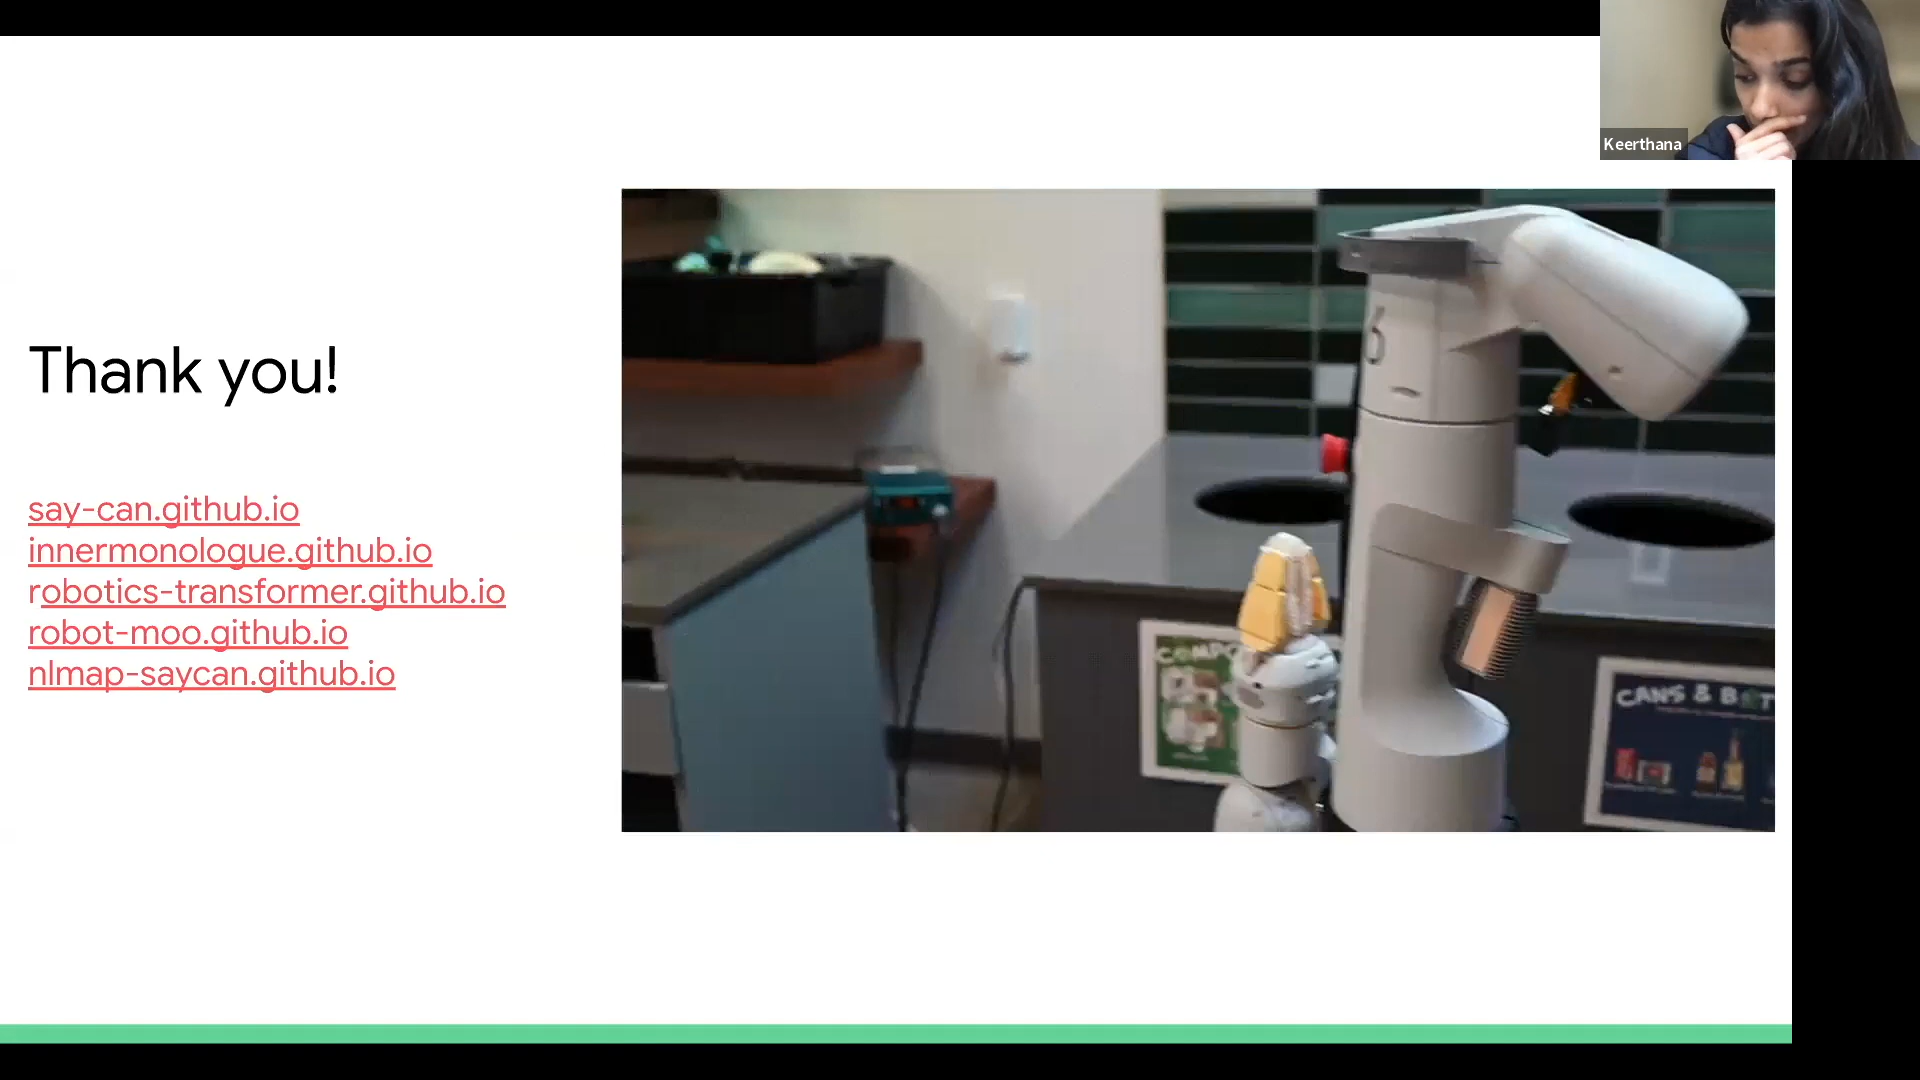 Keerthana
Thank you!
say-can.github.io
innermonologue.github.io
robotics-transformer.github.io
robot-moo.github.io
nlmap-saycan.github.io
COMPO
CANS & BOT